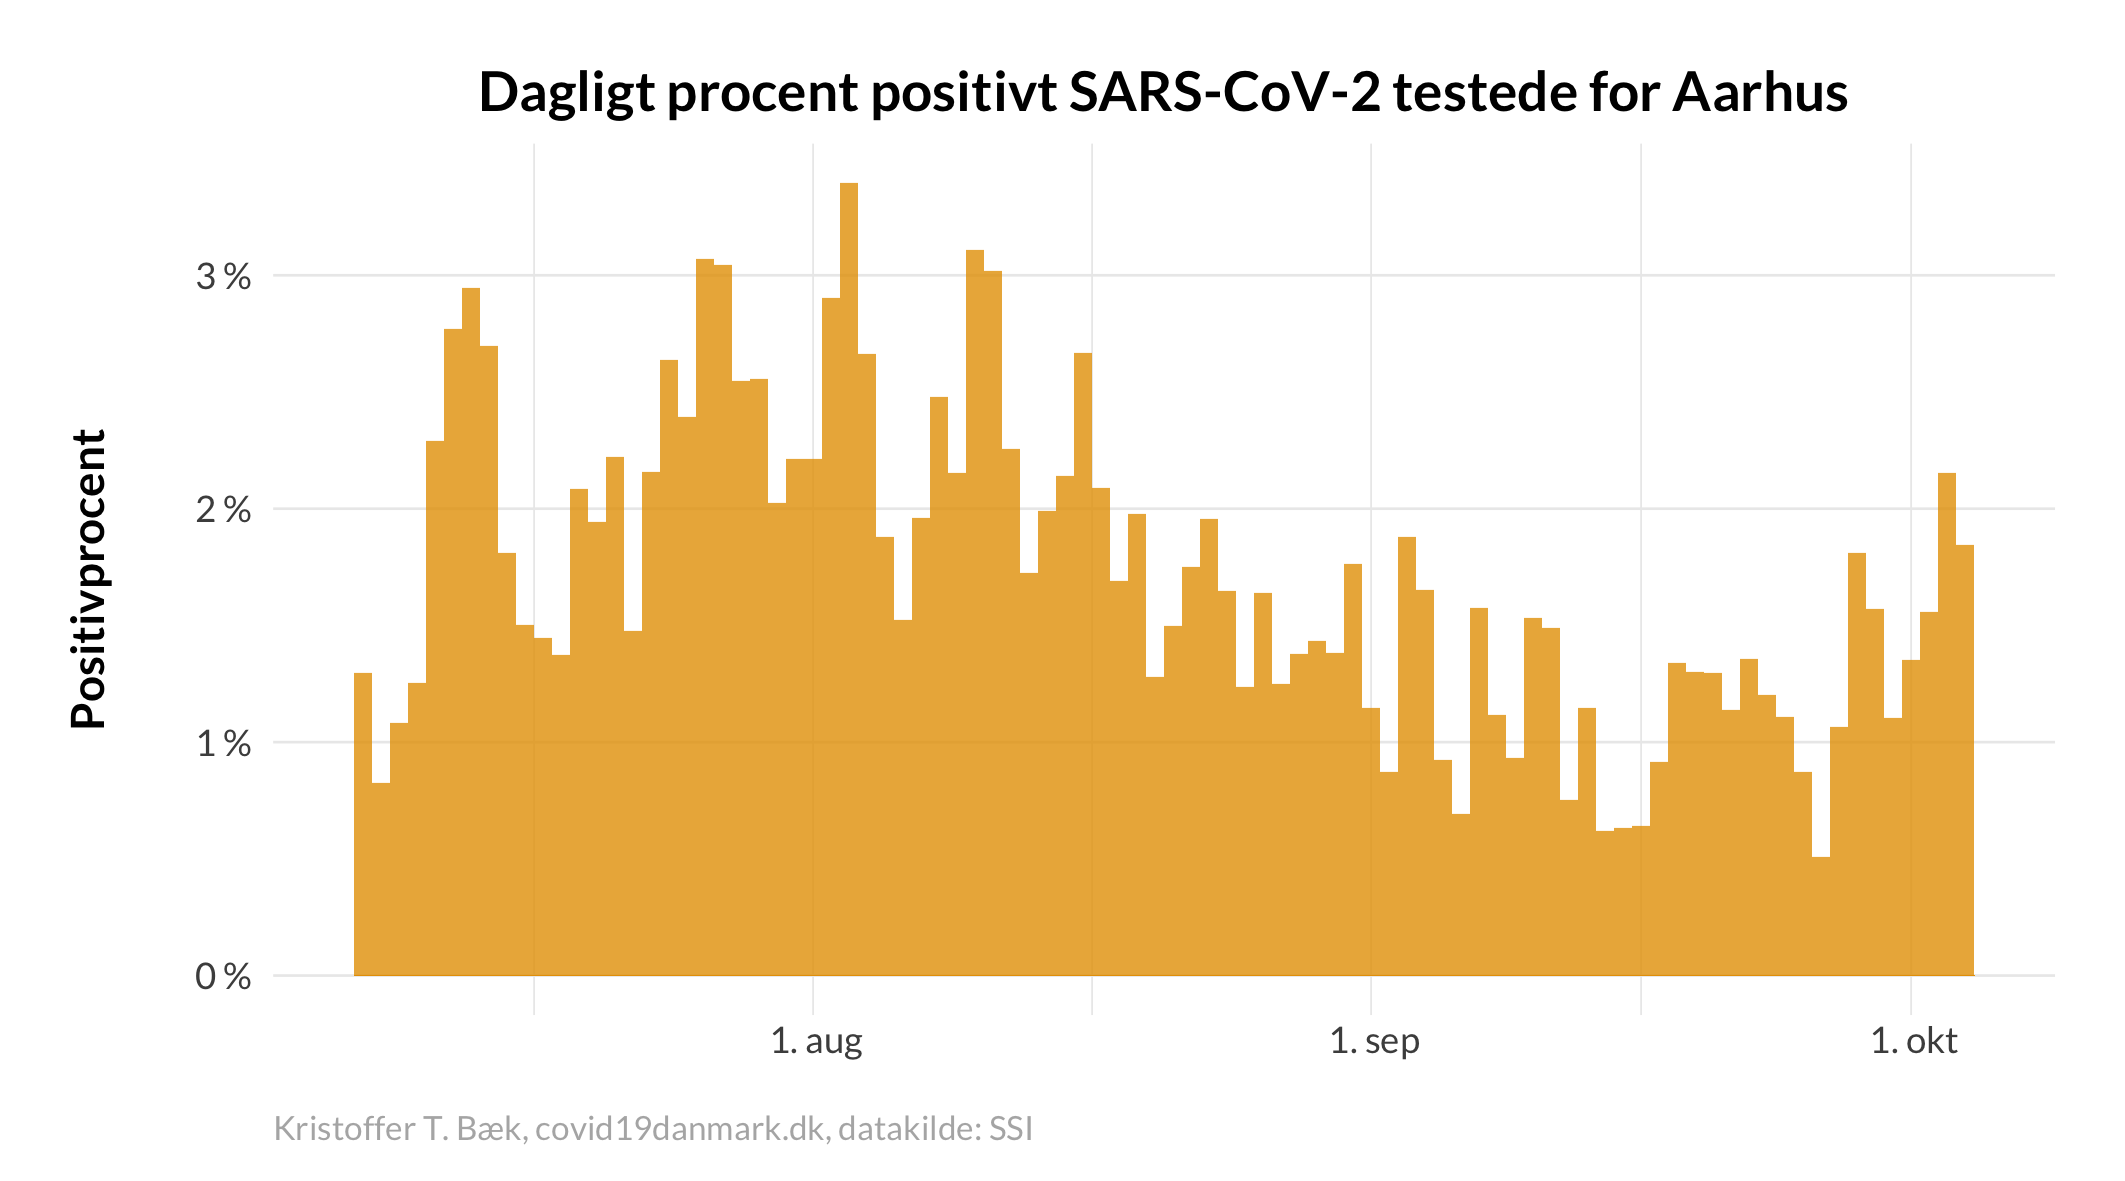 Dagligt procent positivt SARS-CoV-2 testede for Aarhus
Positivprocent
3 %
2 %
1 %
0 %
1. aug
1. sep
1. okt
Kristoffer T. Bæk, covid19danmark.dk, datakilde: SSI